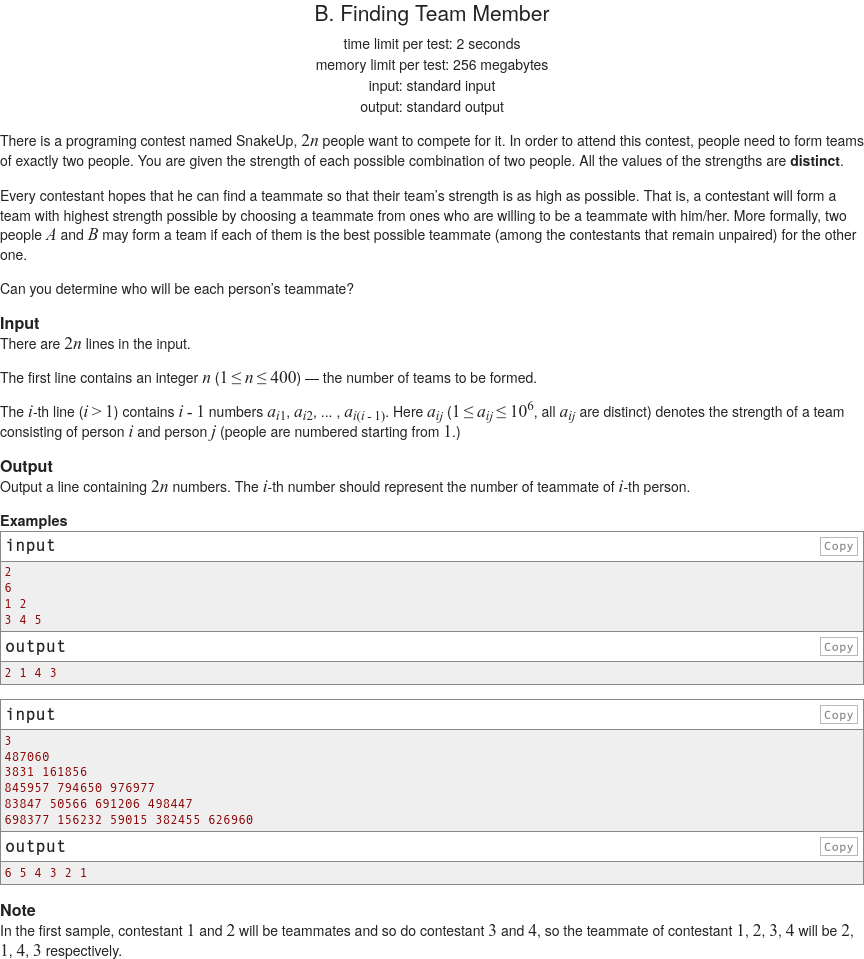 B. Finding Team Member
time limit per test: 2 seconds
memory limit per test: 256 megabytes
input: standard input
output: standard output
There is a programing contest named SnakeUp, 2n people want to compete for it. In order to attend this contest, people need to form teams
of exactly two people. You are given the strength of each possible combination of two people. All the values of the strengths are distinct.
Every contestant hopes that he can find a teammate so that their team's strength is as high as possible. That is, a contestant will form a
team with highest strength possible by choosing a teammate from ones who are willing to be a teammate with him/her. More formally, two
people A and B may form a team if each of them is the best possible teammate (among the contestants that remain unpaired) for the other
one.
Can you determine who will be each person's teammate?
Input
There are 2n lines in the input.
The first line contains an integer n (1 ≤ n ≤ 400) — the number of teams to be formed.
The i-th line (i > 1) contains i - 1 numbers a_{i1}, a_{i2}, ... , a_{i(i - 1)}. Here a_{ij} (1 ≤ a_{ij} ≤ 10^6, all a_{ij} are distinct) denotes the strength of a team
consisting of person i and person j (people are numbered starting from 1.)
Output
Output a line containing 2n numbers. The i-th number should represent the number of teammate of i-th person.
Examples
input
Copy
2
6
1 2
3 4 5
output
Copy
2 1 4 3
input
Copy
3
487060
3831 161856
845957 794650 976977
83847 50566 691206 498447
698377 156232 59015 382455 626960
output
Copy
6 5 4 3 2 1
Note
In the first sample, contestant 1 and 2 will be teammates and so do contestant 3 and 4, so the teammate of contestant 1, 2, 3, 4 will be 2,
1, 4, 3 respectively.